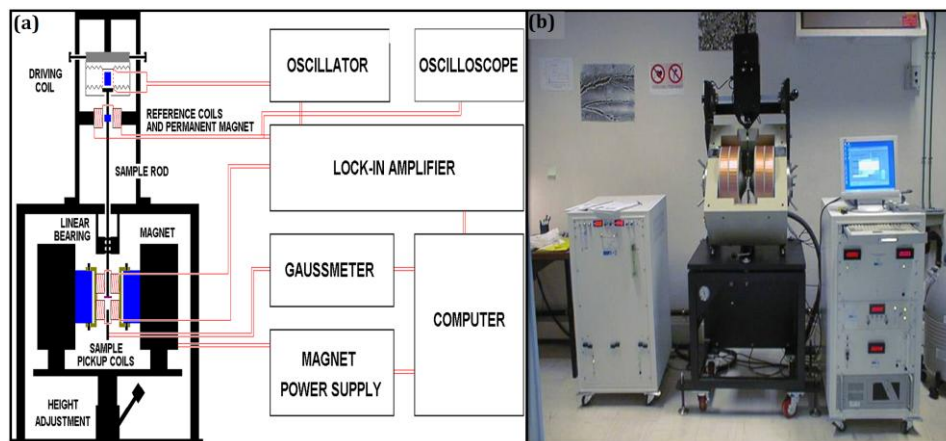 (a)
DRIVING
COIL
OSCILLATOR
OSCILLOSCOPE
REFERENCE COILS
AND PERMANENT MAGNET
SAMPLE ROD
LOCK-IN AMPLIFIER
LINEAR
BEARING
MAGNET
GAUSSMETER
COMPUTER
SAMPLE
PICKUP COILS
MAGNET
POWER SUPPLY
HEIGHT
ADJUSTMENT
(b)